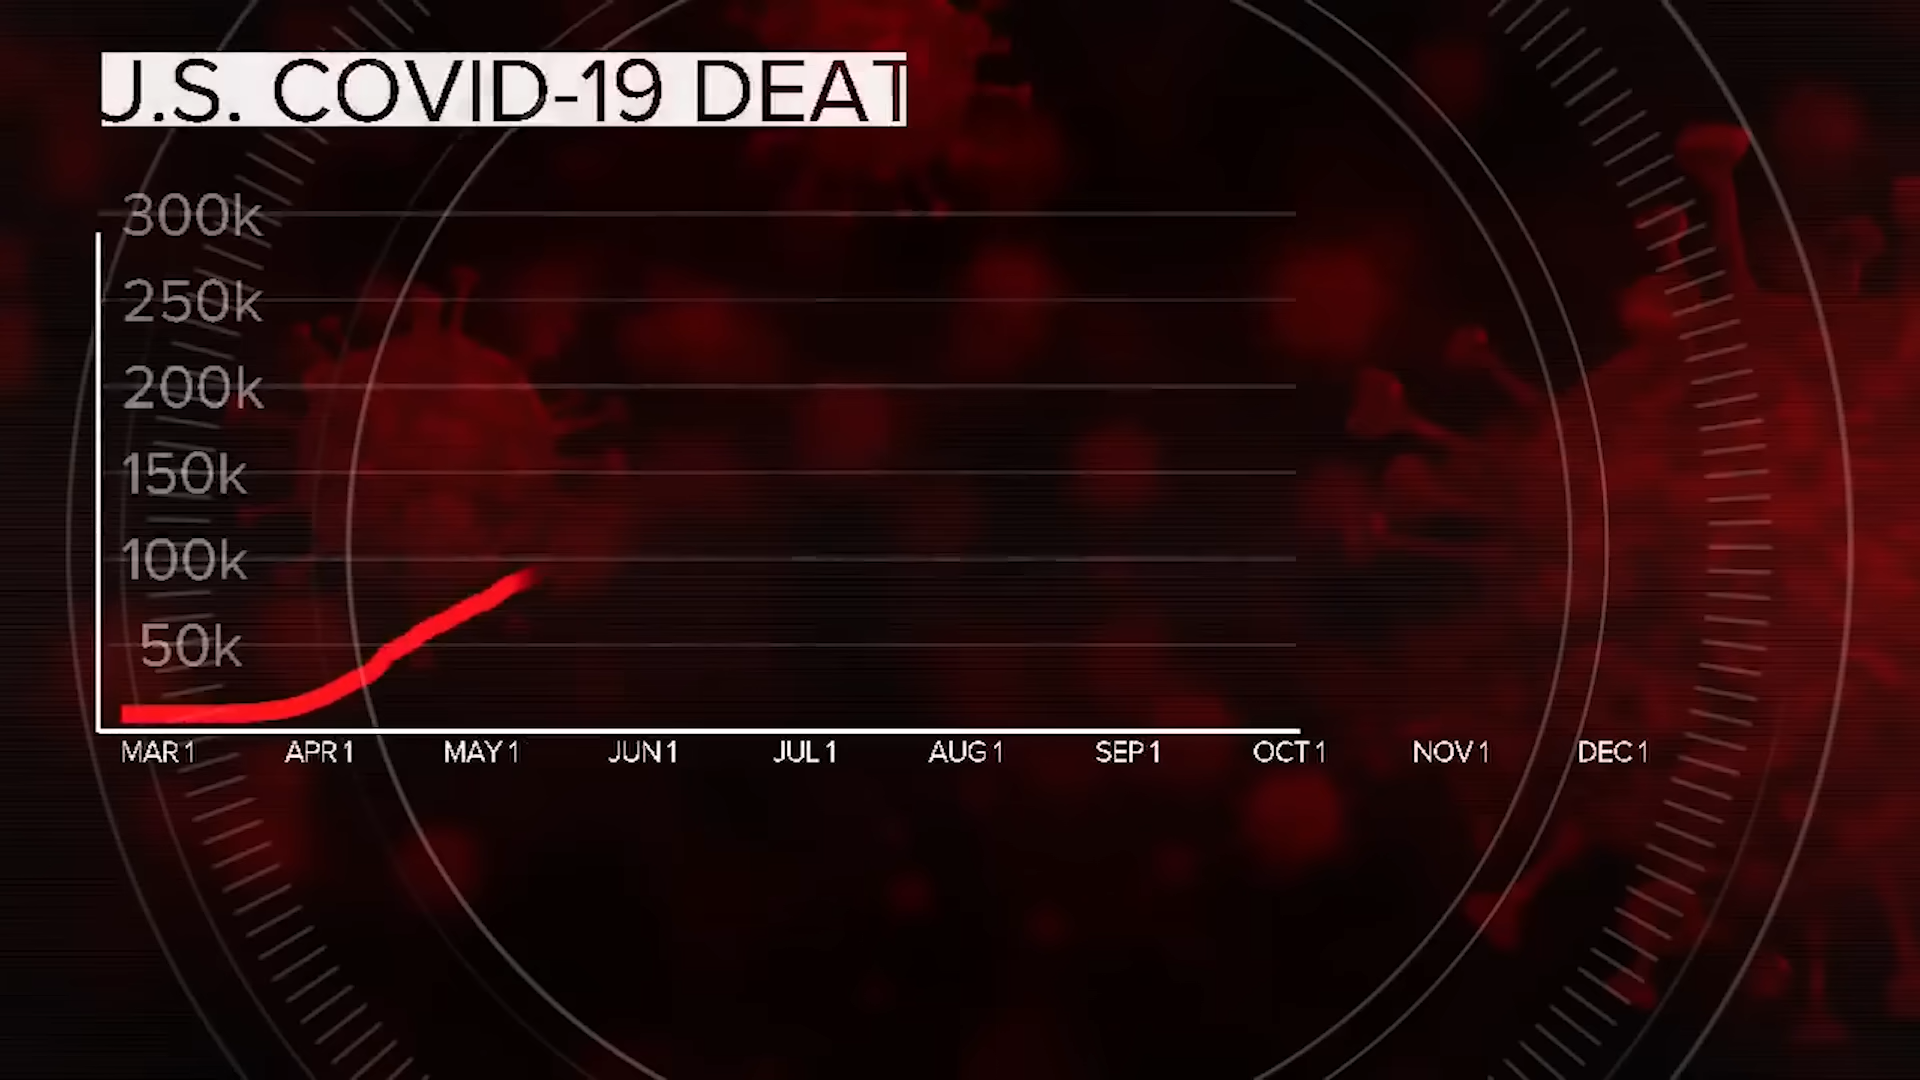 U.S. COVID-19 DEAT
300k
250k
200k
150k
100k
50k
MAR 1 APR 1 MAY 1 JUN 1 JUL 1 AUG 1 SEP 1 OCT 1 NOV 1 DEC 1